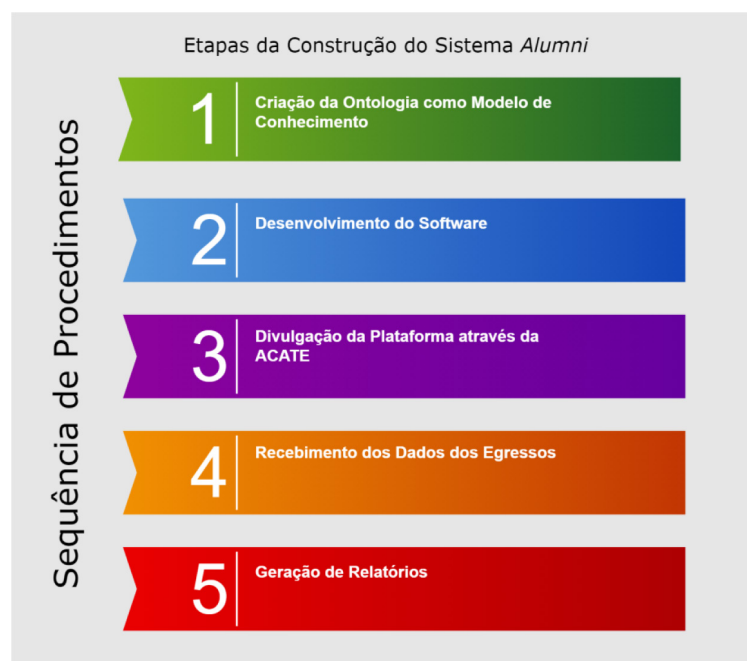 Etapas da Construção do Sistema Alumni
Sequência de Procedimentos
1
Criação da Ontologia como Modelo de
Conhecimento
2
Desenvolvimento do Software
3
Divulgação da Plataforma através da
ACATE
4
Recebimento dos Dados dos Egressos
5
Geração de Relatórios